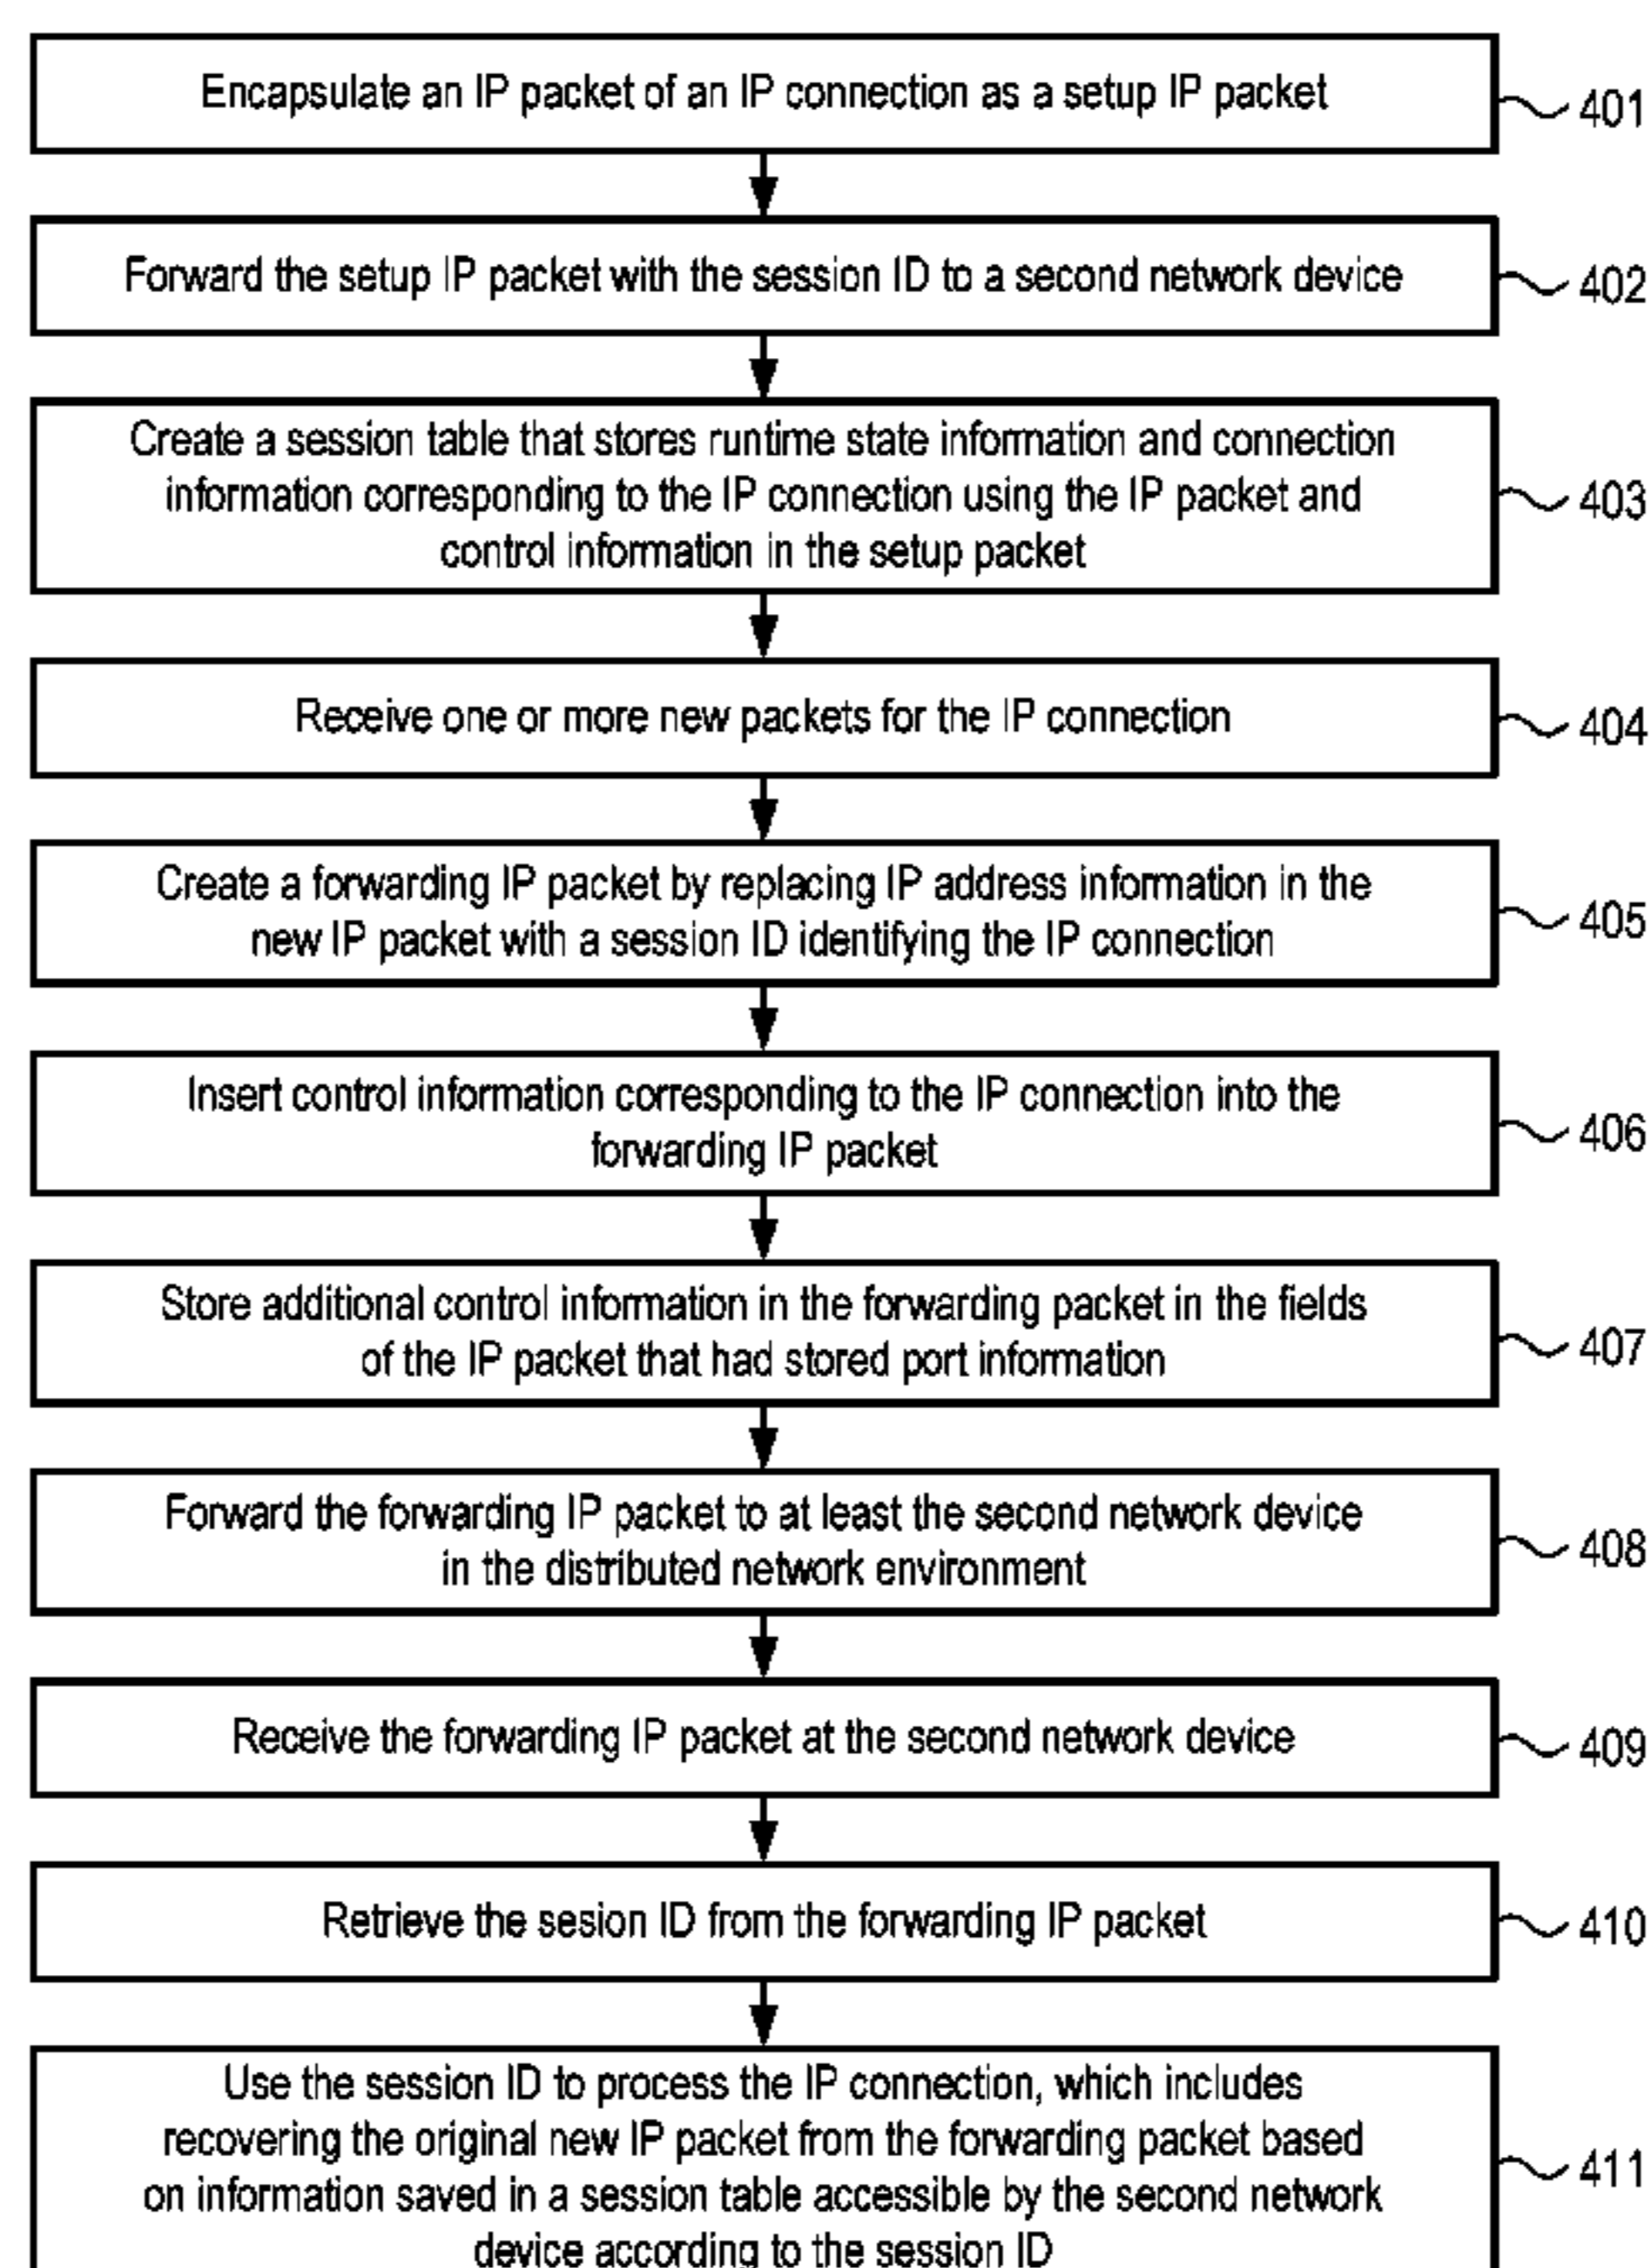 Encapsulate an IP packet of an IP connection as a setup IP packet
401
Forward the setup IP packet with the session ID to a second network device
402
Create a session table that stores runtime state information and connection
information corresponding to the IP connection using the IP packet and
control information in the setup packet
403
Receive one or more new packets for the IP connection
404
Create a forwarding IP packet by replacing IP address information in the
new IP packet with a session ID identifying the IP connection
405
Insert control information corresponding to the IP connection into the
forwarding IP packet
406
Store additional control information in the forwarding packet in the fields
of the IP packet that had stored port information
407
Forward the forwarding IP packet to at least the second network device
in the distributed network environment
408
Receive the forwarding IP packet at the second network device
409
Retrieve the sesion ID from the forwarding IP packet
410
Use the session ID to process the IP connection, which includes
recovering the original new IP packet from the forwarding packet based
on information saved in a session table accessible by the second network
device according to the session ID
411